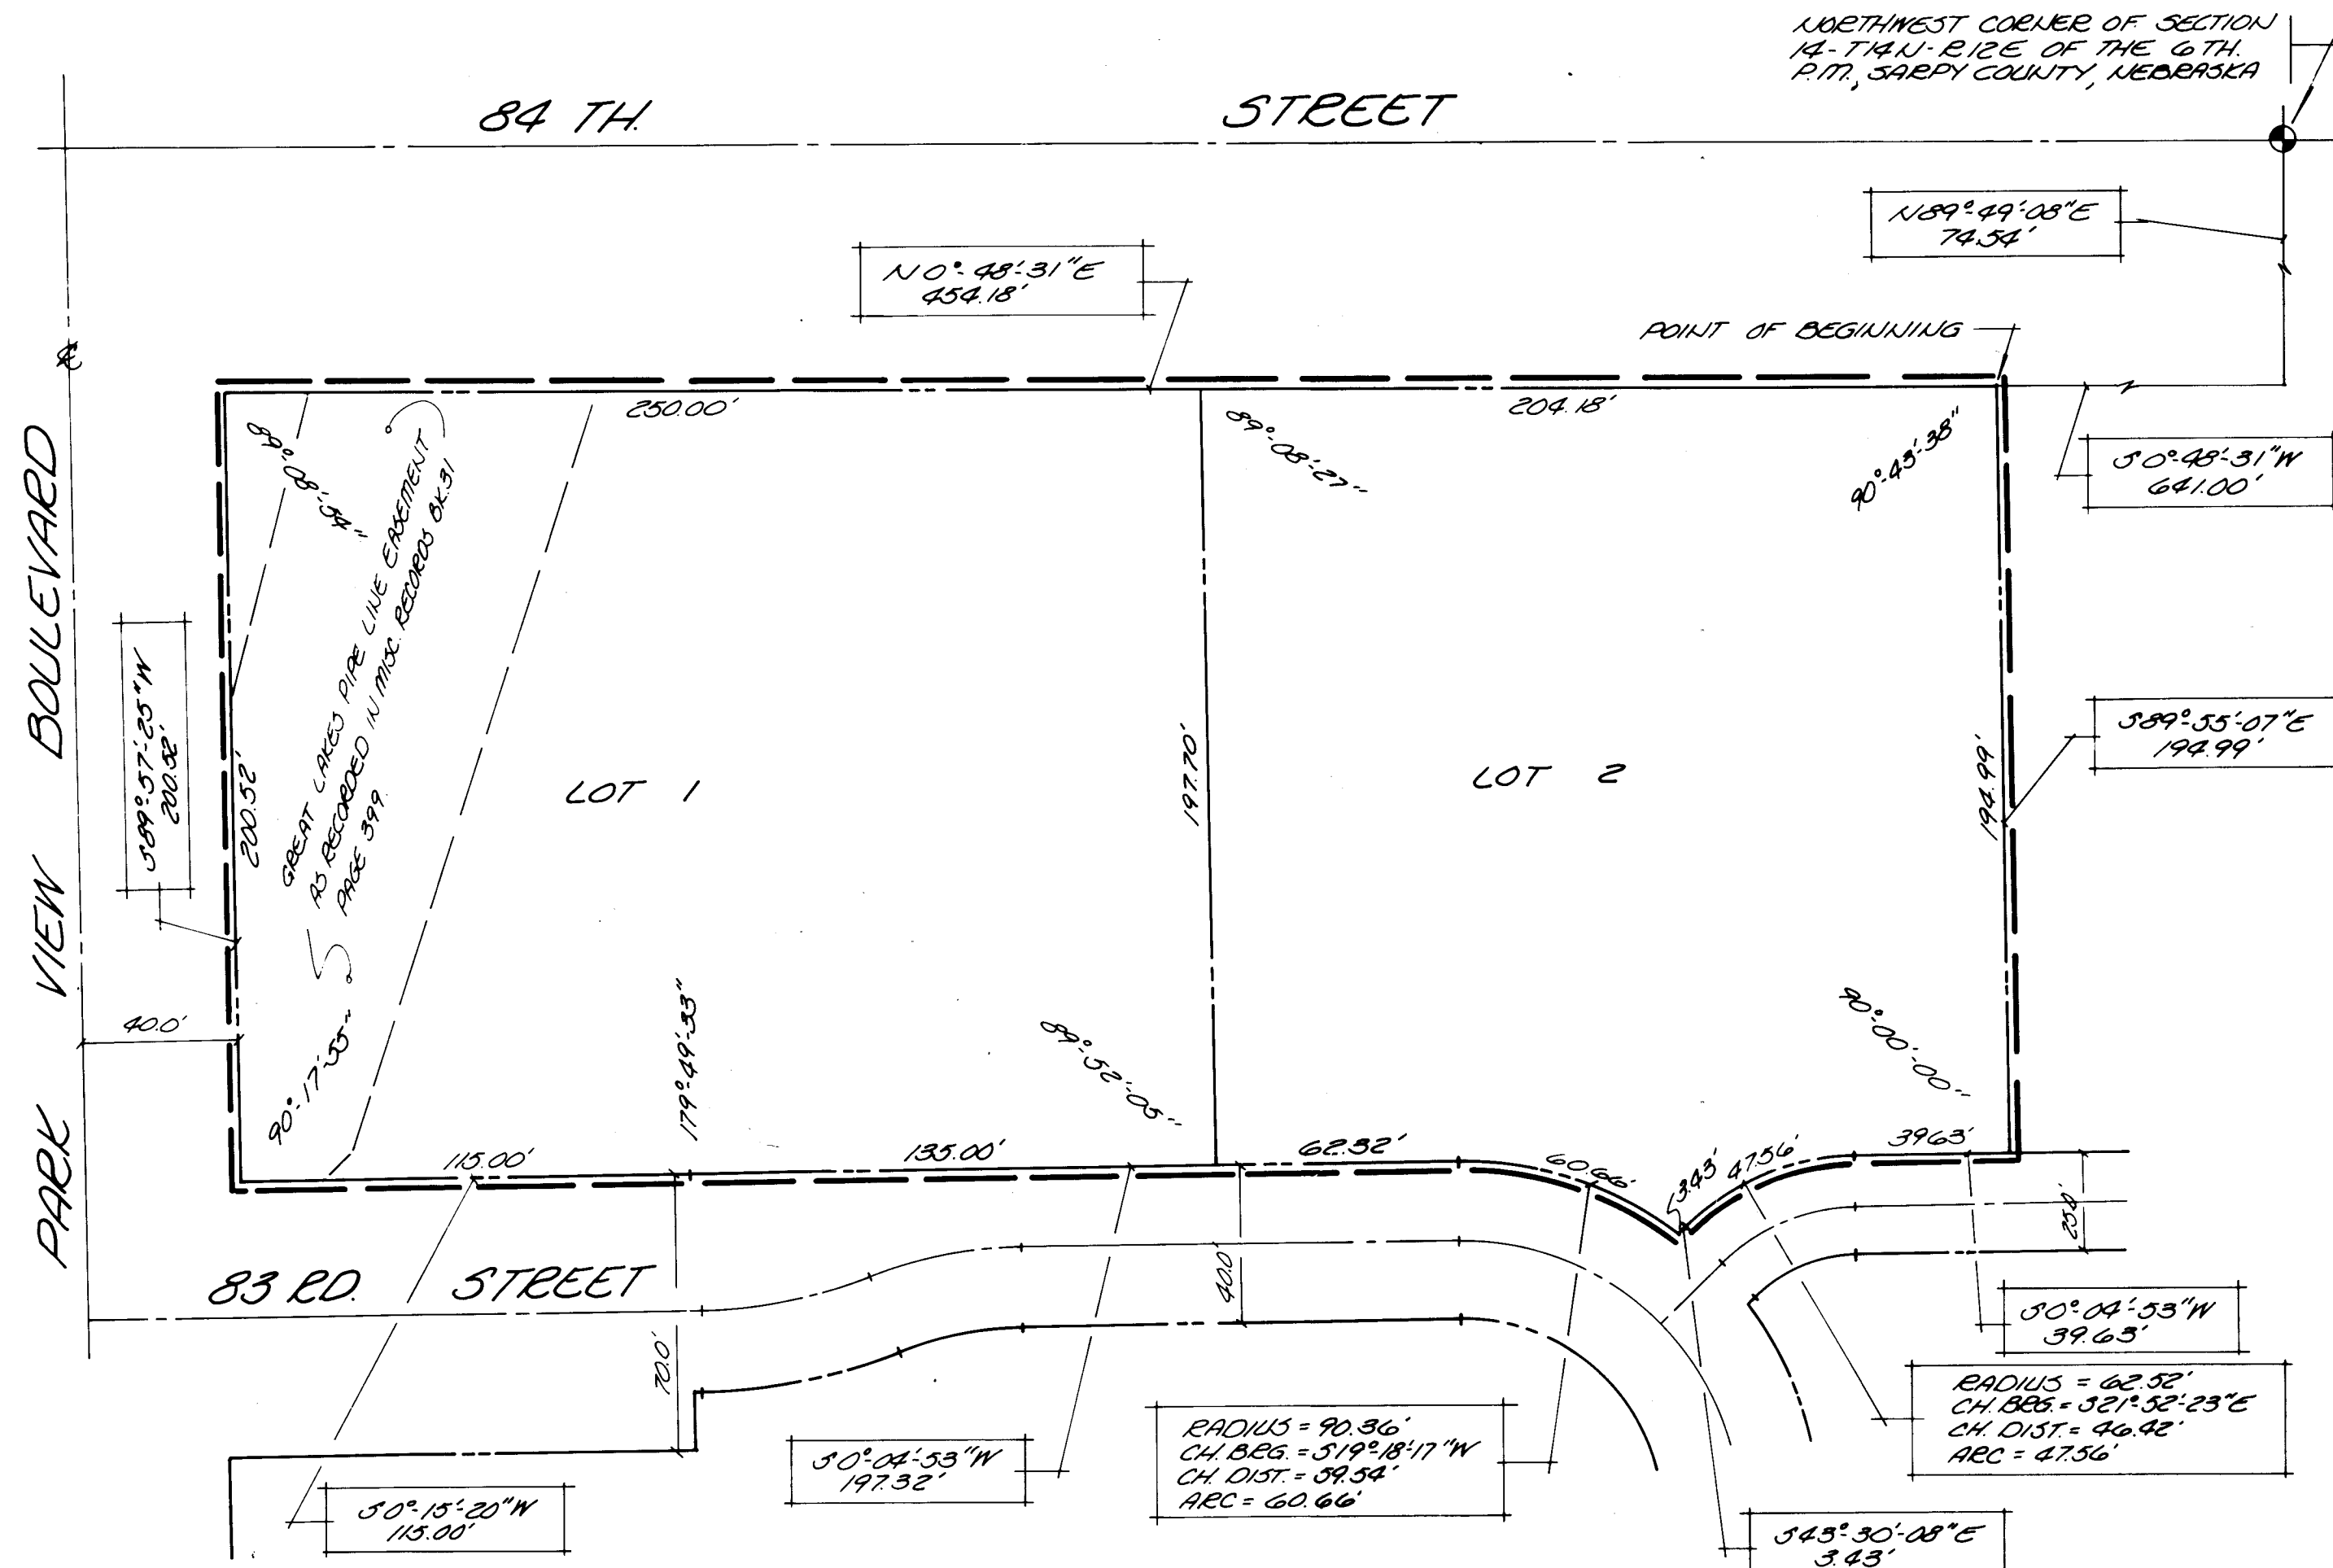 NORTHWEST CORNER OF SECTION
14-T14N-R12E OF THE 6TH.
P.M., SARPY COUNTY, NEBRASKA
84 TH. STREET
N89°-49'-08"E
74.54'
N0°-48'-31"E
454.18'
POINT OF BEGINNING
250.00'
204.18'
89°-08'-27"
90°-43'-38"
S0°-48'-31"W
641.00'
GREAT LAKES PIPE LINE EASEMENT
AS RECORDED IN MISC. RECORDS BK.31
PAGE 399.
PARK VIEW BOULEVARD
S89°-57'-25"W
200.52'
200.52'
LOT 1
197.70'
LOT 2
194.99'
S89°-55'-07"E
194.99'
40.0'
90°-17'-55"
179°-49'-33"
89°-52'-05"
90°-00'-00"
115.00'
135.00'
62.32'
60.66'
3.43'
47.56'
39.63'
25.0'
83 RD. STREET
70.0'
40.0'
S0°-04'-53"W
39.63'
RADIUS = 62.52'
CH. BRG. = S21°-52'-23"E
CH. DIST. = 46.42'
ARC = 47.56'
RADIUS = 90.36'
CH. BRG. = S19°-18'-17"W
CH. DIST. = 59.54'
ARC = 60.66'
S0°-04'-53"W
197.32'
S0°-15'-20"W
115.00'
S43°-30'-08"E
3.43'